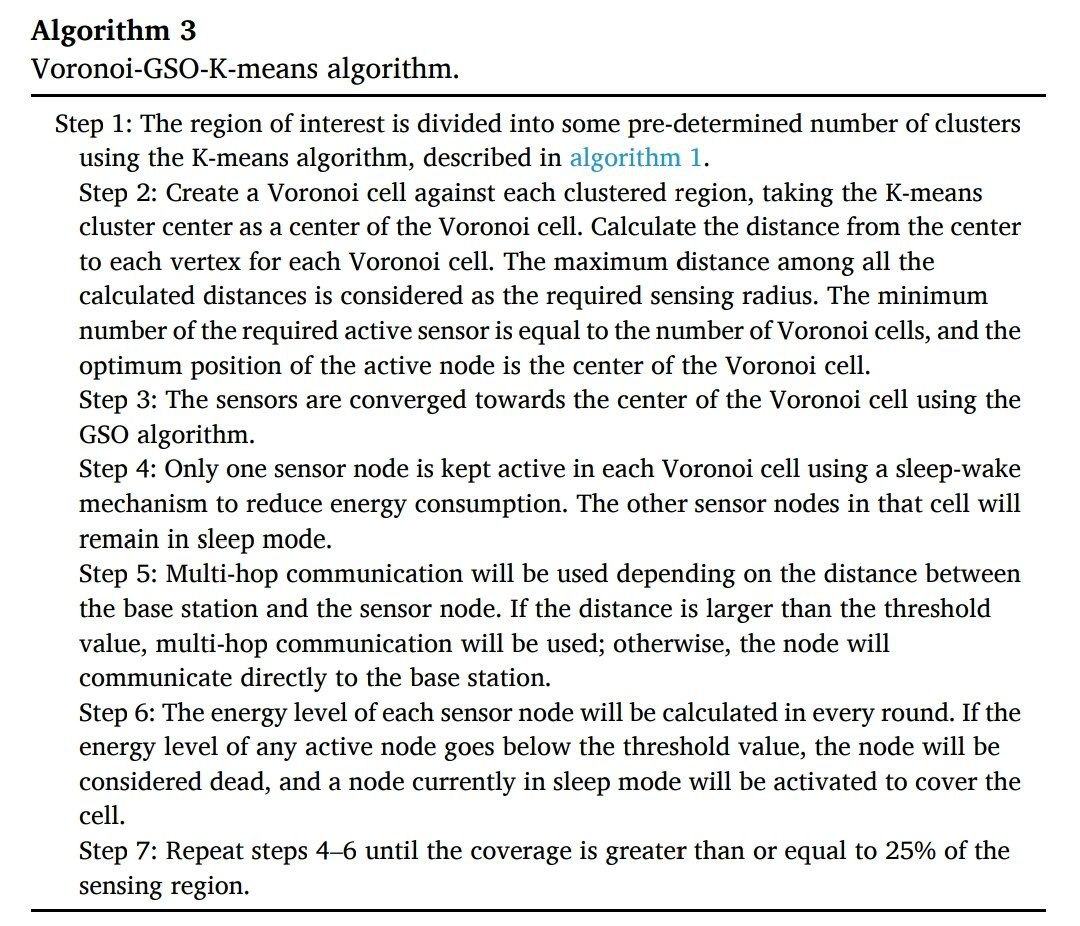 Algorithm 3
Voronoi-GSO-K-means algorithm.
Step 1: The region of interest is divided into some pre-determined number of clusters
using the K-means algorithm, described in algorithm 1.
Step 2: Create a Voronoi cell against each clustered region, taking the K-means
cluster center as a center of the Voronoi cell. Calculate the distance from the center
to each vertex for each Voronoi cell. The maximum distance among all the
calculated distances is considered as the required sensing radius. The minimum
number of the required active sensor is equal to the number of Voronoi cells, and the
optimum position of the active node is the center of the Voronoi cell.
Step 3: The sensors are converged towards the center of the Voronoi cell using the
GSO algorithm.
Step 4: Only one sensor node is kept active in each Voronoi cell using a sleep-wake
mechanism to reduce energy consumption. The other sensor nodes in that cell will
remain in sleep mode.
Step 5: Multi-hop communication will be used depending on the distance between
the base station and the sensor node. If the distance is larger than the threshold
value, multi-hop communication will be used; otherwise, the node will
communicate directly to the base station.
Step 6: The energy level of each sensor node will be calculated in every round. If the
energy level of any active node goes below the threshold value, the node will be
considered dead, and a node currently in sleep mode will be activated to cover the
cell.
Step 7: Repeat steps 4–6 until the coverage is greater than or equal to 25% of the
sensing region.